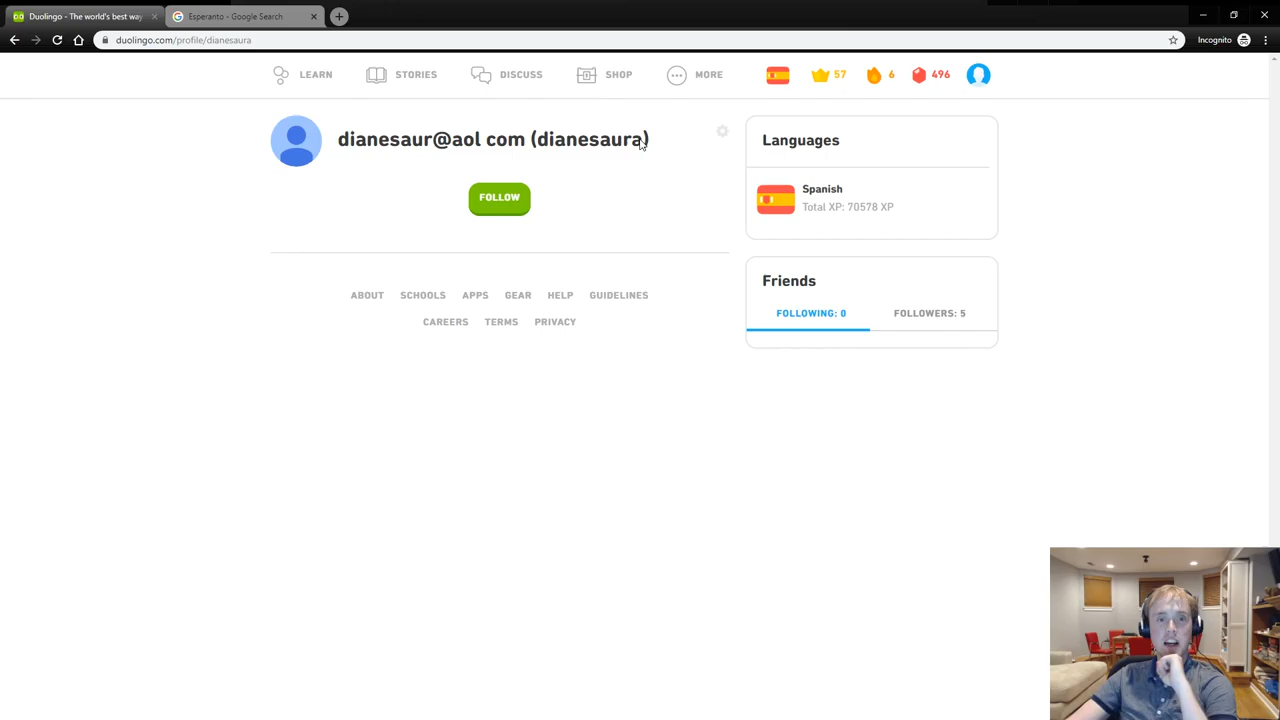 Duolingo - The world's best way
Esperanto - Google Search
duolingo.com/profile/dianesaura
Incognito
LEARN
STORIES
DISCUSS
SHOP
MORE
57
6
496
dianesaur@aol com (dianesaura)
FOLLOW
Languages
Spanish
Total XP: 70578 XP
Friends
FOLLOWING: 0
FOLLOWERS: 5
ABOUT SCHOOLS APPS GEAR HELP GUIDELINES
CAREERS TERMS PRIVACY